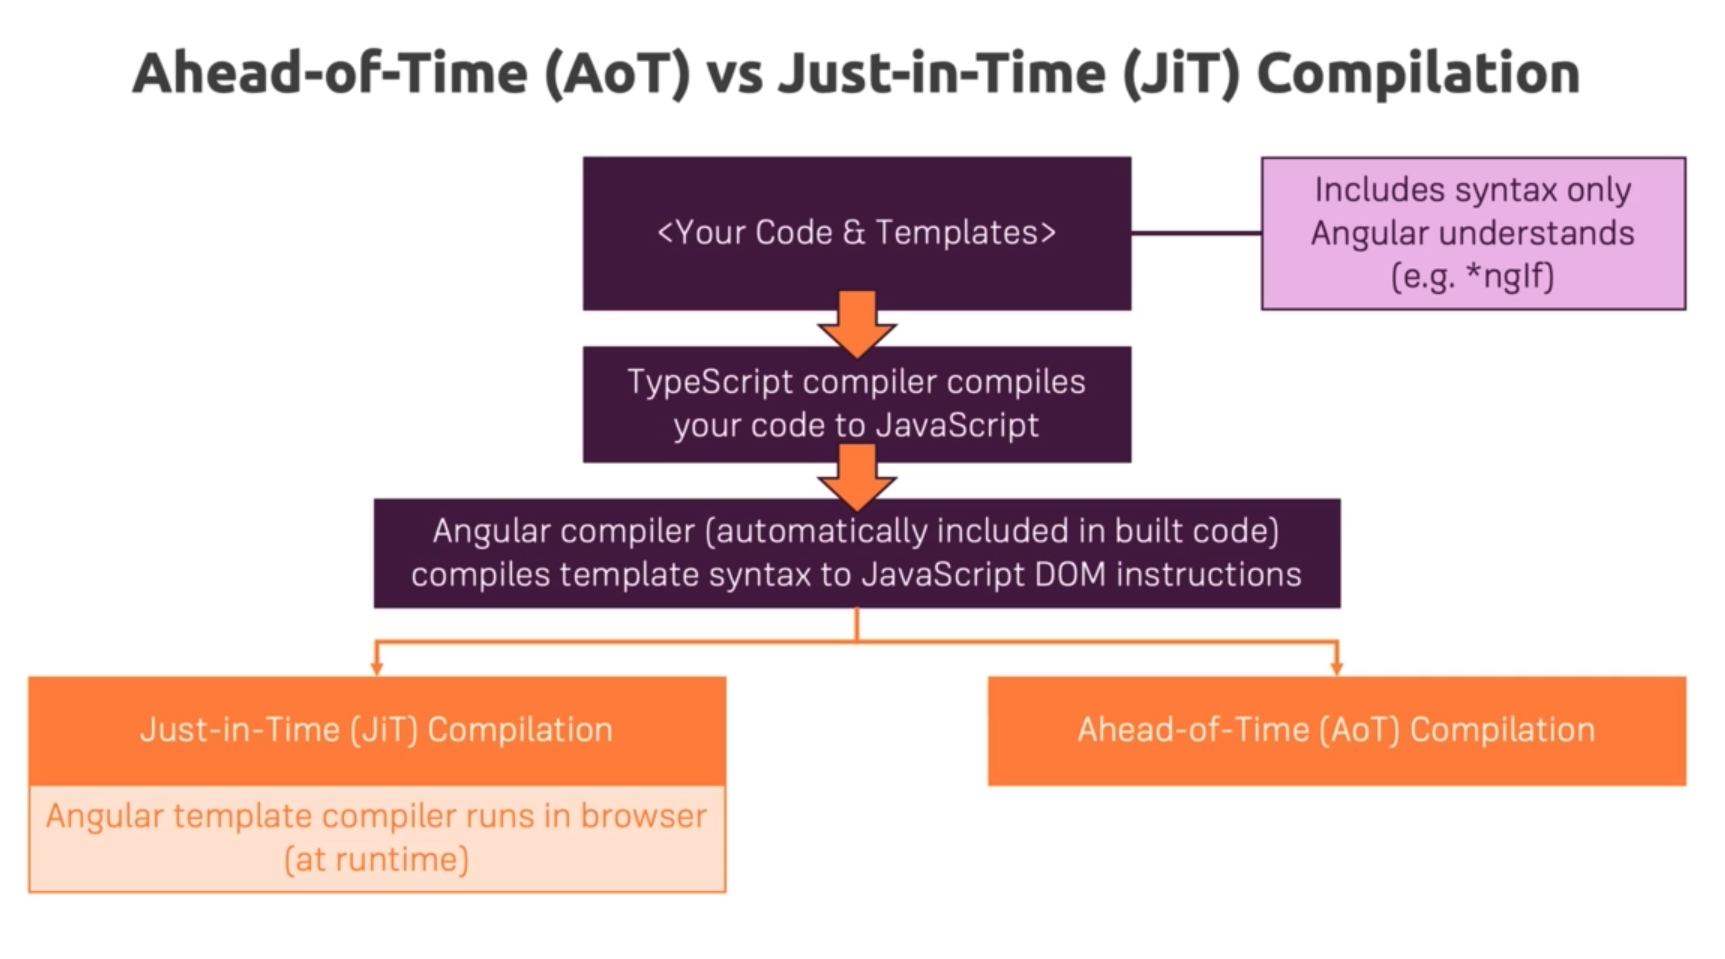 Ahead-of-Time (AoT) vs Just-in-Time (JiT) Compilation
<Your Code & Templates>
Includes syntax only
Angular understands
(e.g. *ngIf)
TypeScript compiler compiles
your code to JavaScript
Angular compiler (automatically included in built code)
compiles template syntax to JavaScript DOM instructions
Just-in-Time (JiT) Compilation
Angular template compiler runs in browser
(at runtime)
Ahead-of-Time (AoT) Compilation